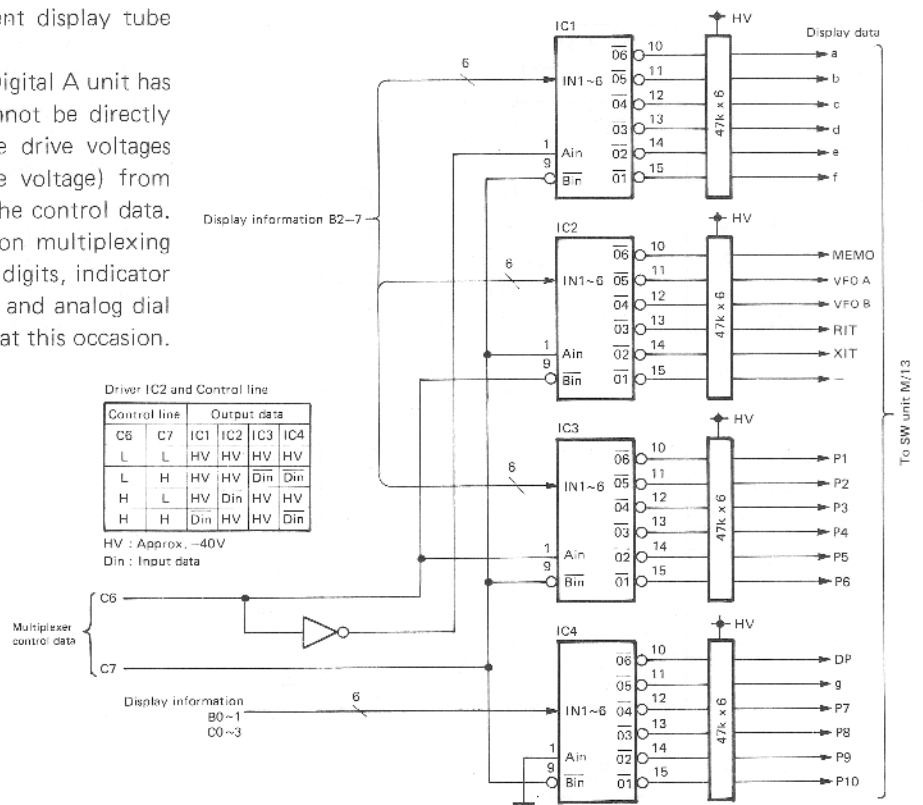 ent display tube
Digital A unit has
nnot be directly
e drive voltages
e voltage) from
he control data.
on multiplexing
digits, indicator
and analog dial
at this occasion.
Driver IC2 and Control line
Control line Output data
C6 C7 IC1 IC2 IC3 IC4
L L HV HV HV HV
L H HV HV Din Din
H L HV Din HV HV
H H Din HV HV Din
HV : Approx. –40V
Din : Input data
Multiplexer
control data
C6
C7
Display information B2–7
6
6
6
Display information
B0~1
C0~3
6
IC1
HV
Display data
IN1~6
Ain
Bin
1
9
06 10 a
05 11 b
04 12 c
03 13 d
02 14 e
01 15 f
47k x 6
IC2
HV
IN1~6
Ain
Bin
1
9
06 10 MEMO
05 11 VFO A
04 12 VFO B
03 13 RIT
02 14 XIT
01 15 –
47k x 6
IC3
HV
IN1~6
Ain
Bin
1
9
06 10 P1
05 11 P2
04 12 P3
03 13 P4
02 14 P5
01 15 P6
47k x 6
IC4
HV
IN1~6
Ain
Bin
1
9
06 10 DP
05 11 g
04 12 P7
03 13 P8
02 14 P9
01 15 P10
47k x 6
To SW unit M/13